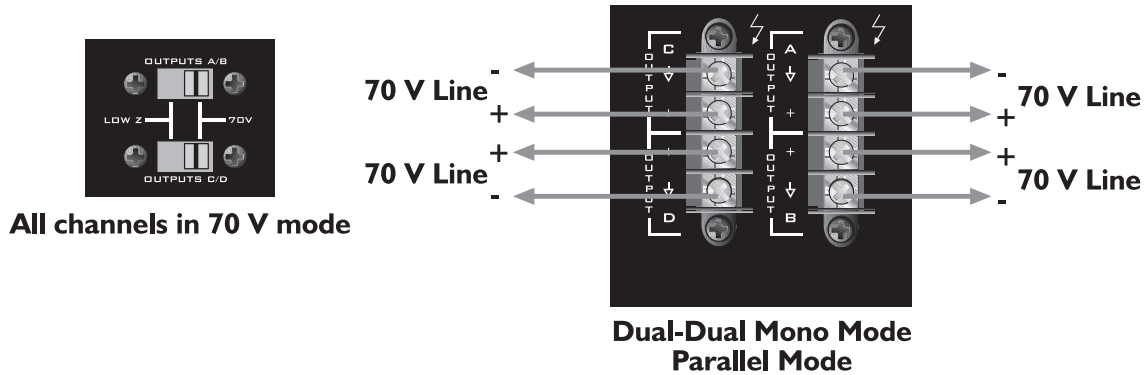 OUTPUTS A/B
LOW Z
70V
OUTPUTS C/D
All channels in 70 V mode
-
70 V Line
+
+
70 V Line
-
C
OUTPUT
+
+
OUTPUT
D
A
OUTPUT
+
+
OUTPUT
B
-
70 V Line
+
+
70 V Line
-
Dual-Dual Mono Mode
Parallel Mode